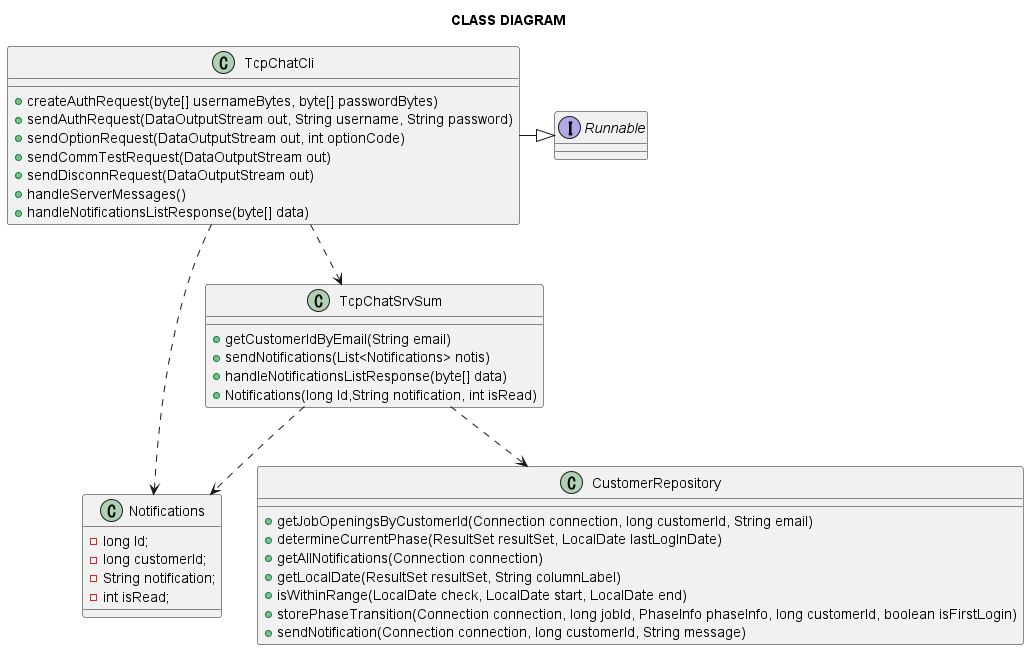 CLASS DIAGRAM
C TcpChatCli
createAuthRequest(byte[] usernameBytes, byte[] passwordBytes)
sendAuthRequest(DataOutputStream out, String username, String password)
sendOptionRequest(DataOutputStream out, int optionCode)
sendCommTestRequest(DataOutputStream out)
sendDisconnRequest(DataOutputStream out)
handleServerMessages()
handleNotificationsListResponse(byte[] data)
I Runnable
C TcpChatSrvSum
getCustomerIdByEmail(String email)
sendNotifications(List<Notifications> notis)
handleNotificationsListResponse(byte[] data)
Notifications(long Id,String notification, int isRead)
C Notifications
long Id;
long customerId;
String notification;
int isRead;
C CustomerRepository
getJobOpeningsByCustomerId(Connection connection, long customerId, String email)
determineCurrentPhase(ResultSet resultSet, LocalDate lastLogInDate)
getAllNotifications(Connection connection)
getLocalDate(ResultSet resultSet, String columnLabel)
isWithinRange(LocalDate check, LocalDate start, LocalDate end)
storePhaseTransition(Connection connection, long jobId, PhaseInfo phaseInfo, long customerId, boolean isFirstLogin)
sendNotification(Connection connection, long customerId, String message)